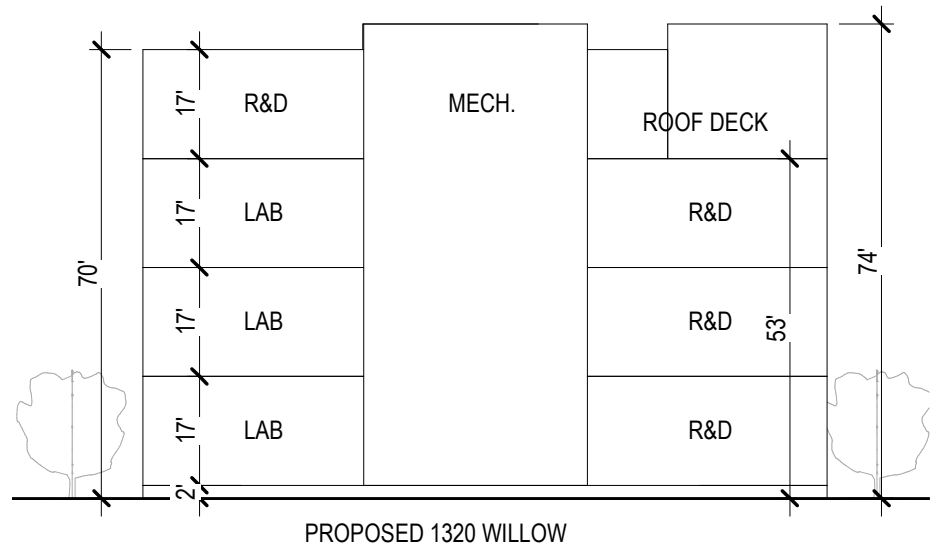 17'
R&D
MECH.
ROOF DECK
17'
LAB
R&D
70'
74'
17'
LAB
R&D
53'
17'
LAB
R&D
2'
PROPOSED 1320 WILLOW